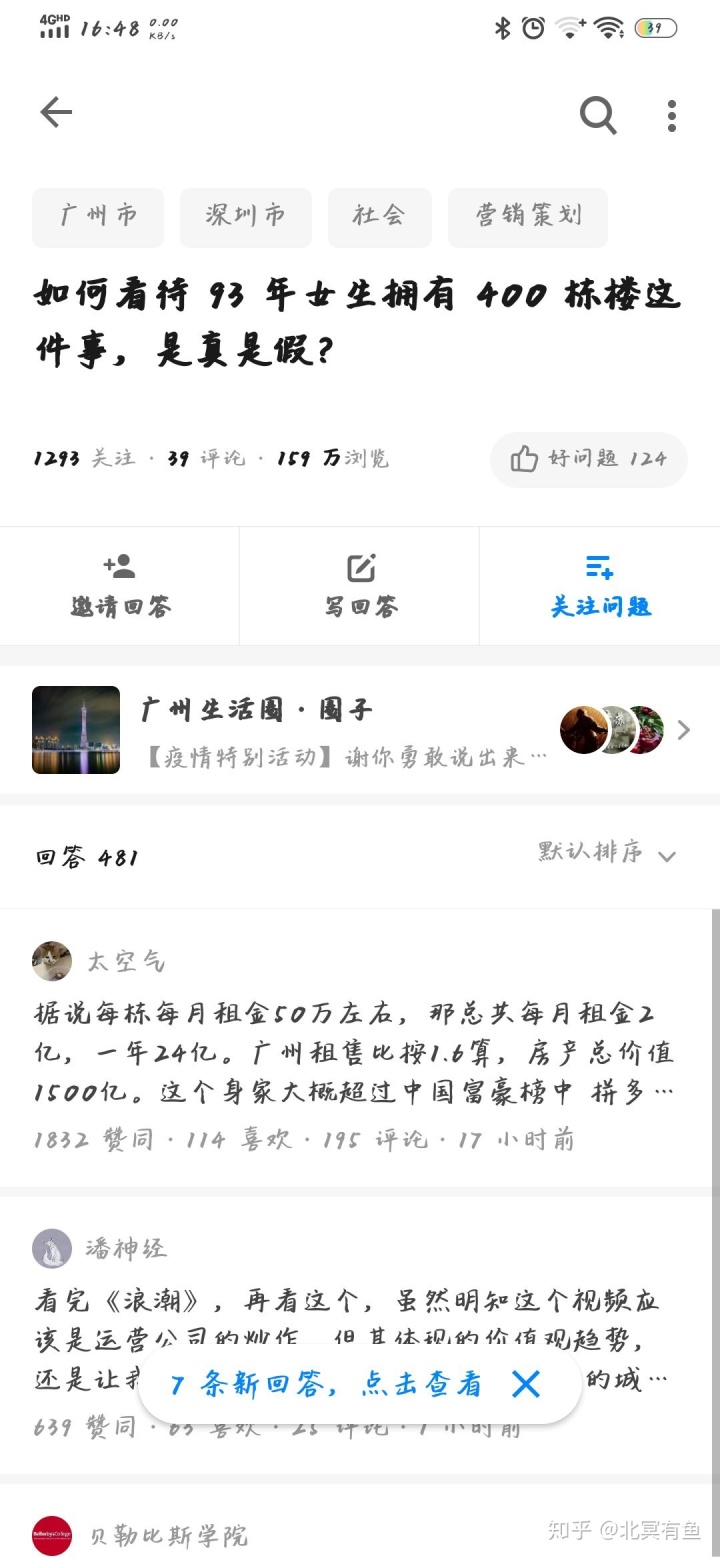 4GHD 16:48 0.00 KB/s 39
广州市 深圳市 社会 营销策划
如何看待 93 年女生拥有 400 栋楼这
件事，是真是假？
1293 关注 · 39 评论 · 159 万浏览 好问题 124
邀请回答 写回答 关注问题
广州生活圈 · 圈子
【疫情特别活动】谢你勇敢说出来…
回答 481 默认排序
太空气
据说每栋每月租金50万左右，那总共每月租金2
亿，一年24亿。广州租售比按1.6算，房产总价值
1500亿。这个身家大概超过中国富豪榜中 拼多…
1832 赞同 · 114 喜欢 · 195 评论 · 17 小时前
潘神经
看完《浪潮》，再看这个，虽然明知这个视频应
该是运营公司的炒作，但其体现的价值观趋势，
还是让我 的城…
7 条新回答，点击查看
639 赞同 · 63 喜欢 · 25 评论 · 小时前
贝勒比斯学院
知乎 @北冥有鱼